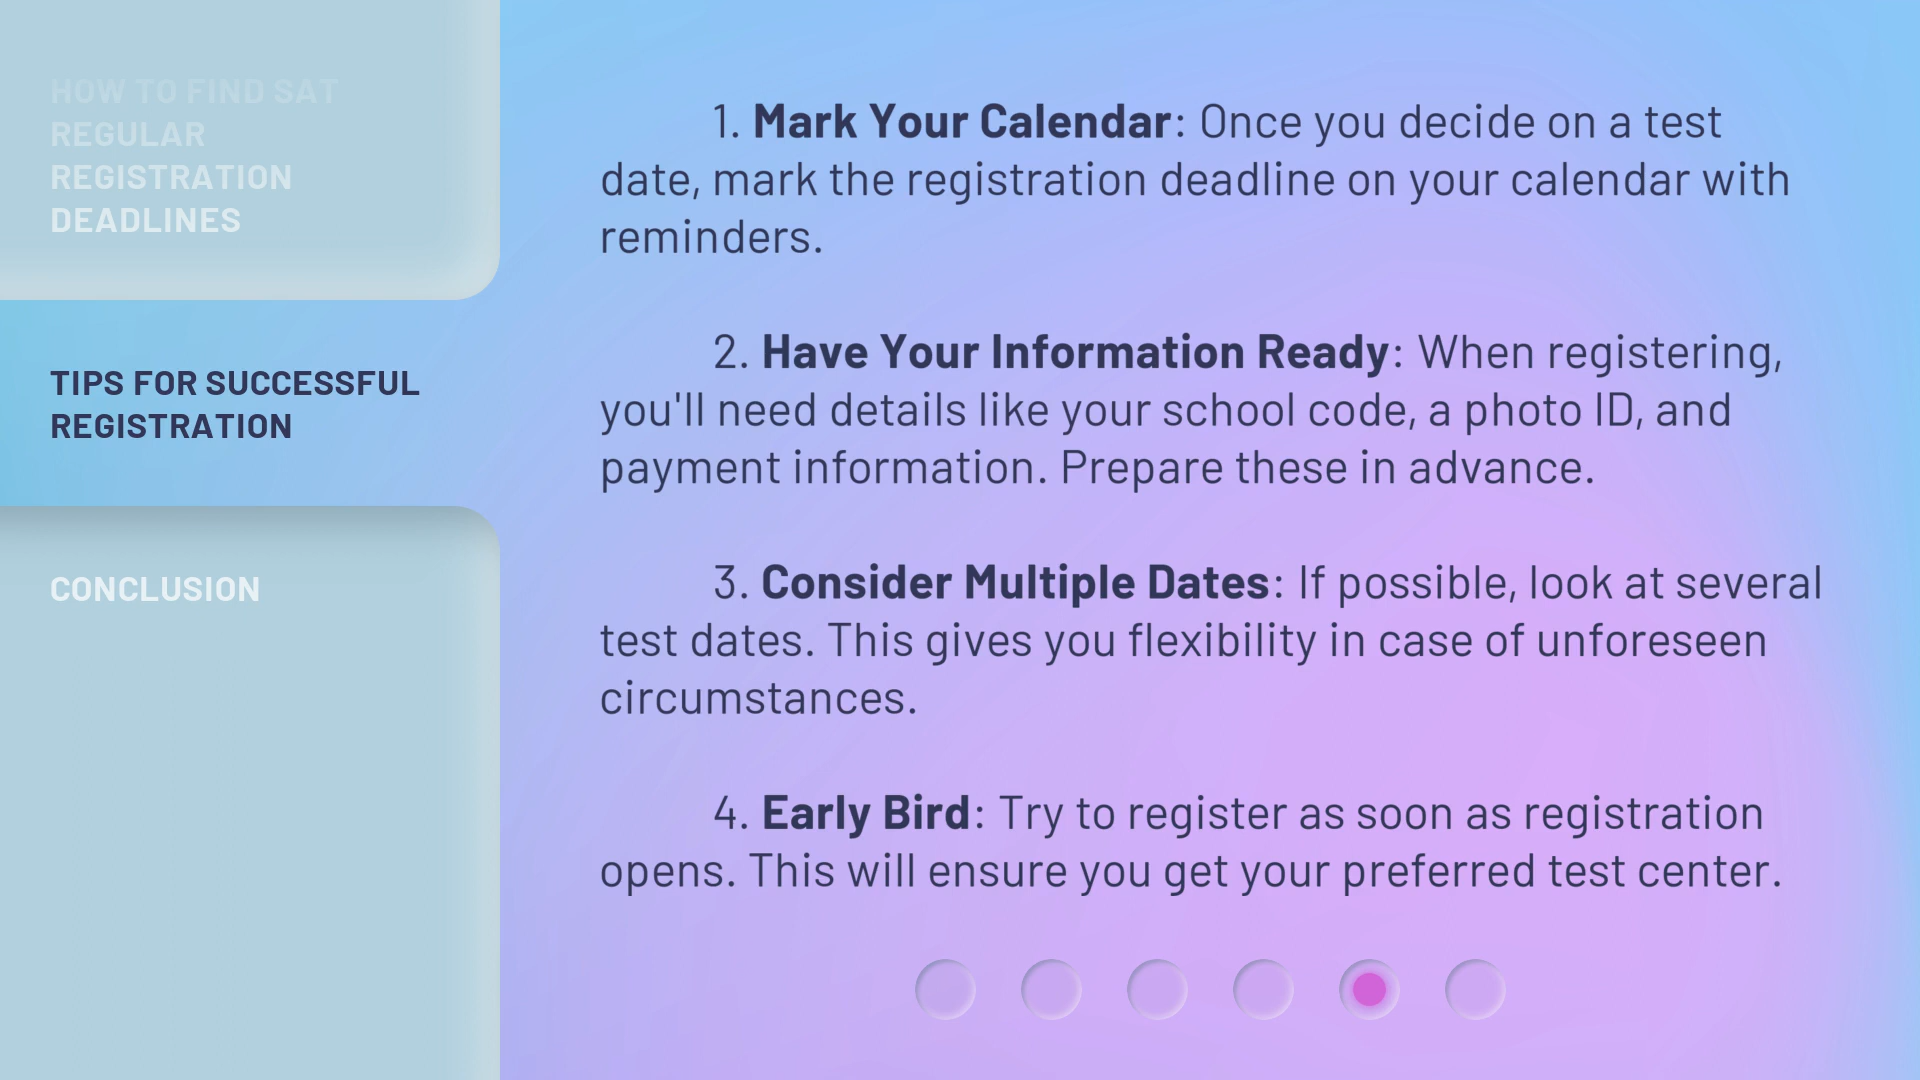 HOW TO FIND SAT
REGULAR
REGISTRATION
DEADLINES
TIPS FOR SUCCESSFUL
REGISTRATION
CONCLUSION
1. Mark Your Calendar: Once you decide on a test
date, mark the registration deadline on your calendar with
reminders.
2. Have Your Information Ready: When registering,
you'll need details like your school code, a photo ID, and
payment information. Prepare these in advance.
3. Consider Multiple Dates: If possible, look at several
test dates. This gives you flexibility in case of unforeseen
circumstances.
4. Early Bird: Try to register as soon as registration
opens. This will ensure you get your preferred test center.